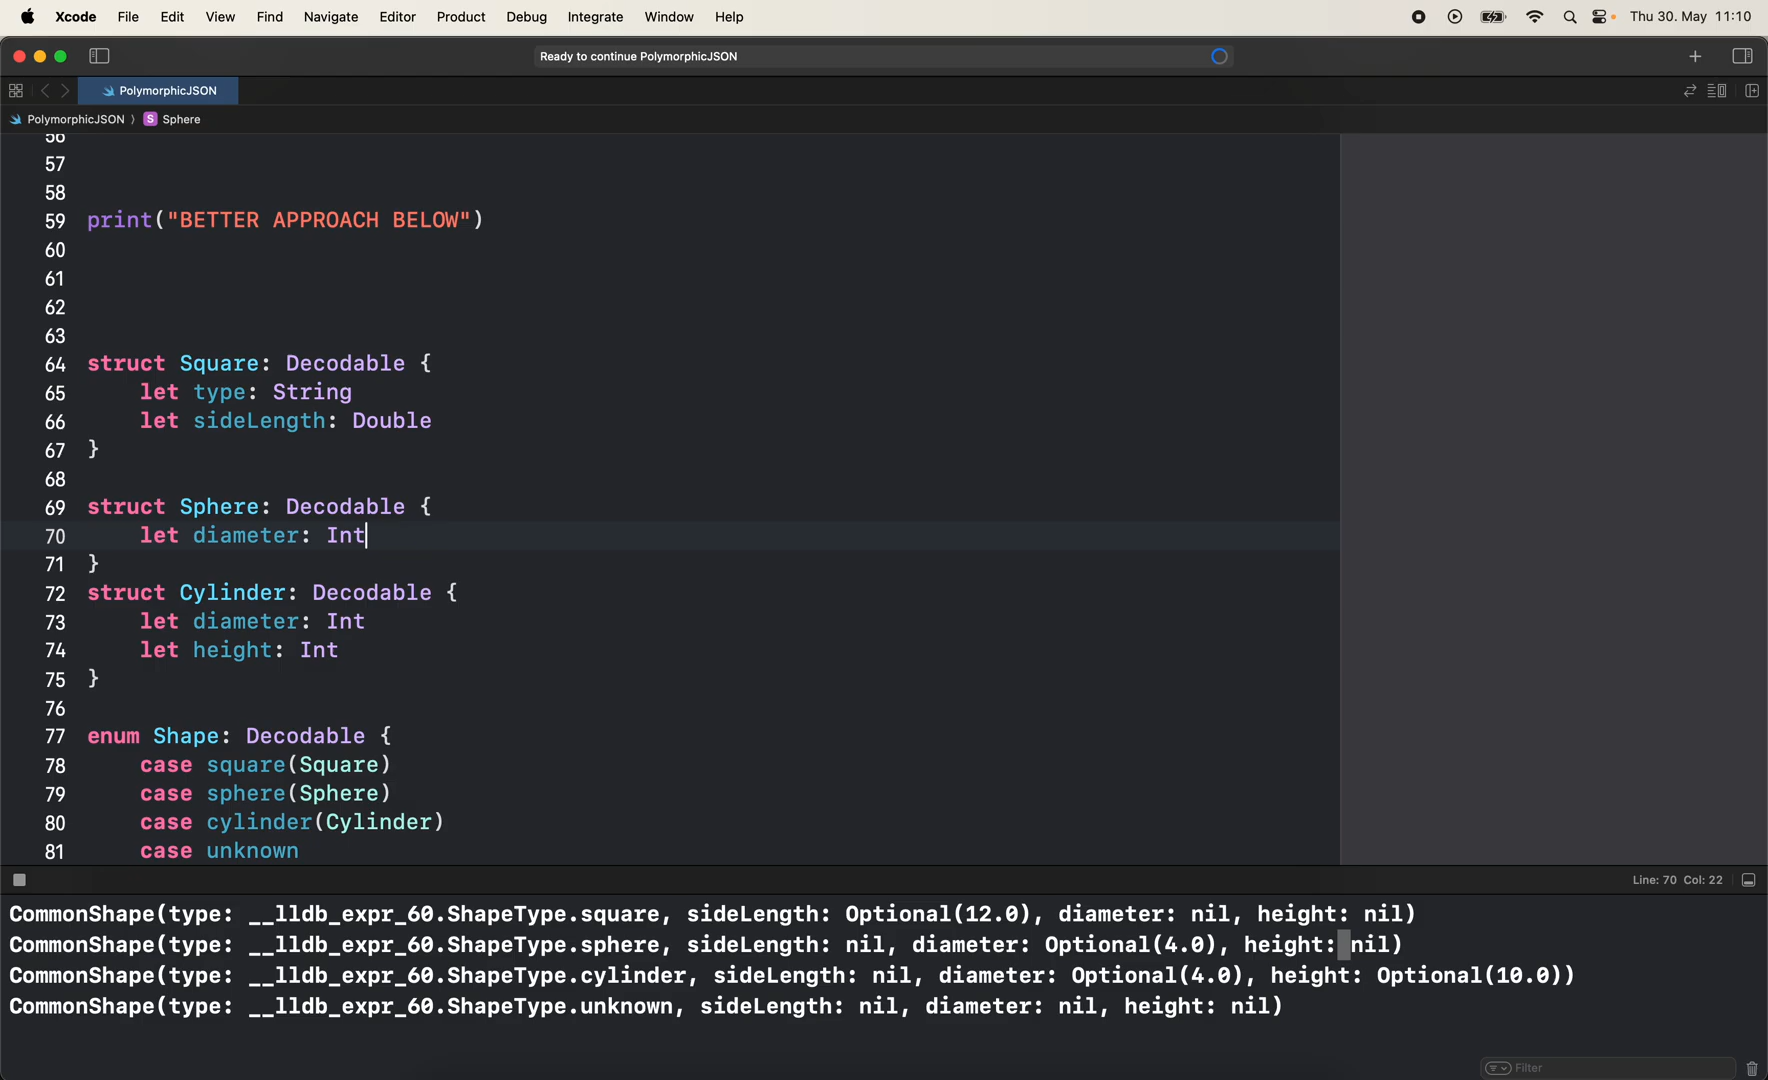 Xcode File Edit View Find Navigate Editor Product Debug Integrate Window Help Thu 30. May 11:10
Ready to continue PolymorphicJSON
PolymorphicJSON
PolymorphicJSON 〉 S Sphere
56
57
58
59 print("BETTER APPROACH BELOW")
60
61
62
63
64 struct Square: Decodable {
65 let type: String
66 let sideLength: Double
67 }
68
69 struct Sphere: Decodable {
70 let diameter: Int
71 }
72 struct Cylinder: Decodable {
73 let diameter: Int
74 let height: Int
75 }
76
77 enum Shape: Decodable {
78 case square(Square)
79 case sphere(Sphere)
80 case cylinder(Cylinder)
81 case unknown
Line: 70 Col: 22
CommonShape(type: __lldb_expr_60.ShapeType.square, sideLength: Optional(12.0), diameter: nil, height: nil)
CommonShape(type: __lldb_expr_60.ShapeType.sphere, sideLength: nil, diameter: Optional(4.0), height: nil)
CommonShape(type: __lldb_expr_60.ShapeType.cylinder, sideLength: nil, diameter: Optional(4.0), height: Optional(10.0))
CommonShape(type: __lldb_expr_60.ShapeType.unknown, sideLength: nil, diameter: nil, height: nil)
Filter